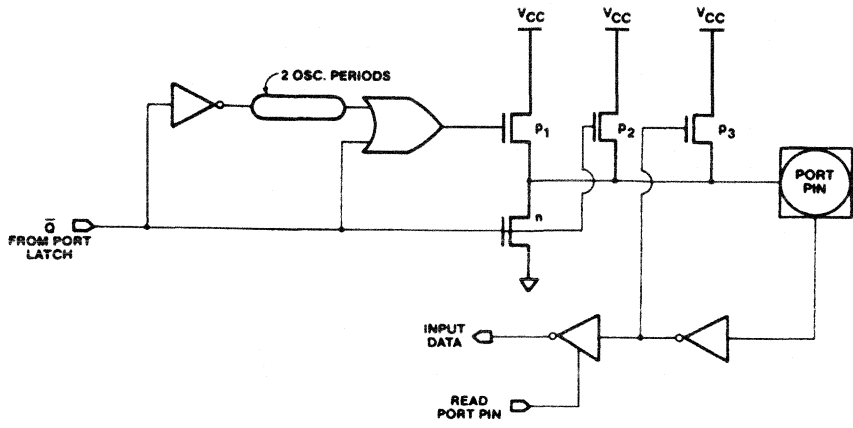 VCC
VCC
VCC
2 OSC. PERIODS
p1
p2
p3
PORT
PIN
n
Q̅
FROM PORT
LATCH
INPUT
DATA
READ
PORT PIN